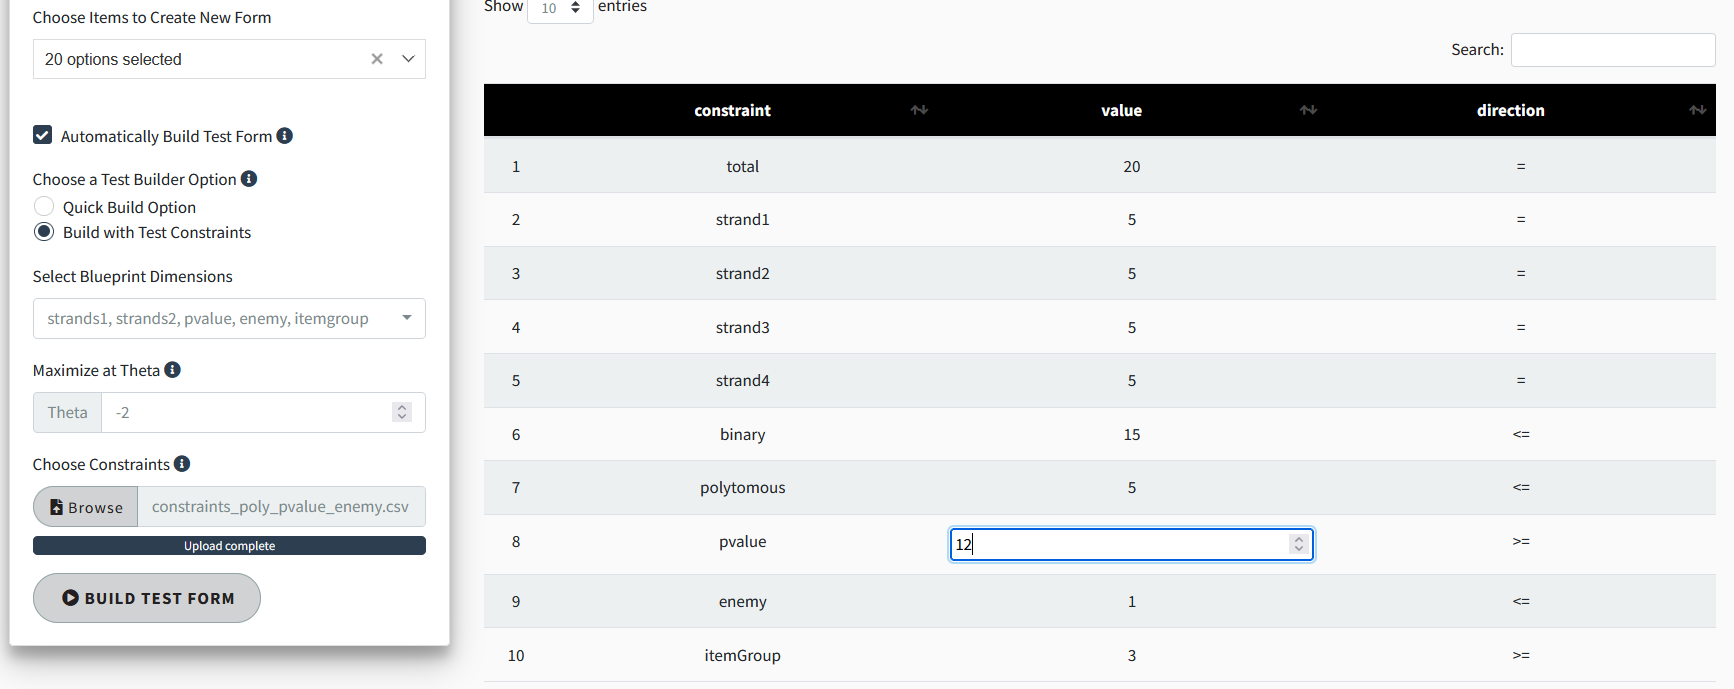 Choose Items to Create New Form
20 options selected
Automatically Build Test Form
Choose a Test Builder Option
Quick Build Option
Build with Test Constraints
Select Blueprint Dimensions
strands1, strands2, pvalue, enemy, itemgroup
Maximize at Theta
Theta -2
Choose Constraints
Browse constraints_poly_pvalue_enemy.csv
Upload complete
BUILD TEST FORM
Show 10 entries
Search:
constraint value direction
1 total 20 =
2 strand1 5 =
3 strand2 5 =
4 strand3 5 =
5 strand4 5 =
6 binary 15 <=
7 polytomous 5 <=
8 pvalue 12 >=
9 enemy 1 <=
10 itemGroup 3 >=